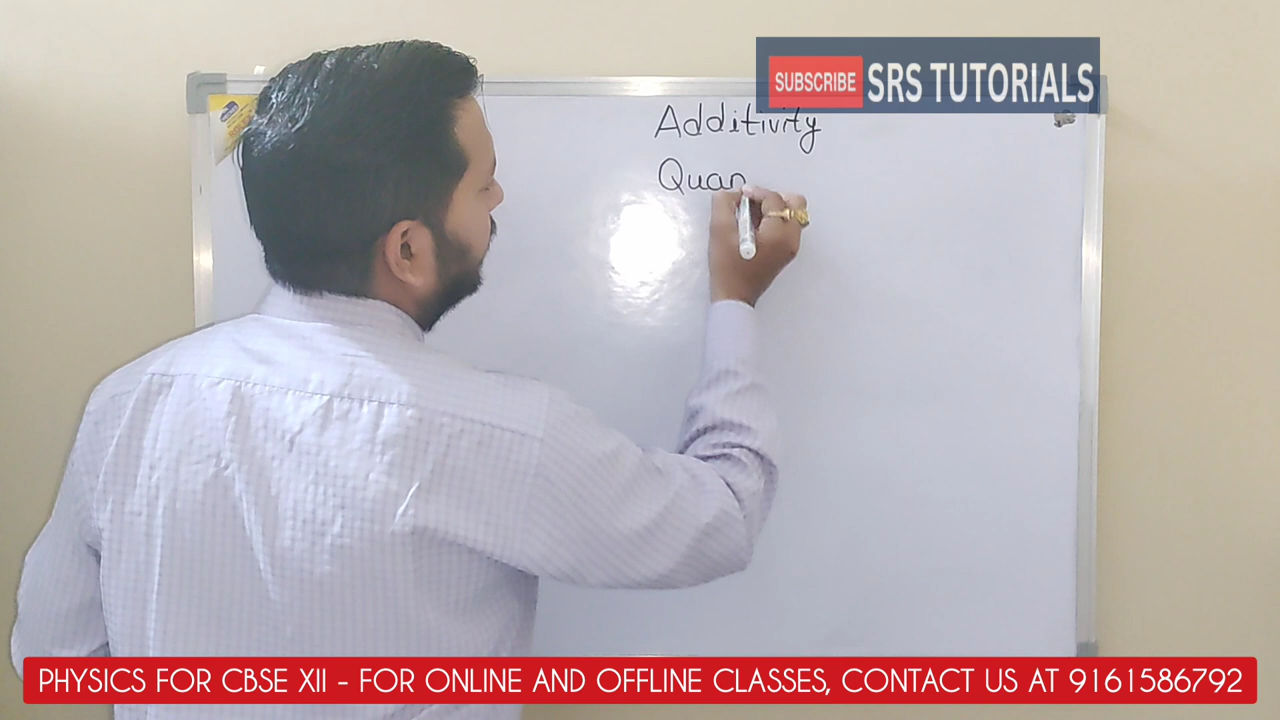 SUBSCRIBE SRS TUTORIALS
Additivity
Quan
PHYSICS FOR CBSE XII - FOR ONLINE AND OFFLINE CLASSES, CONTACT US AT 9161586792